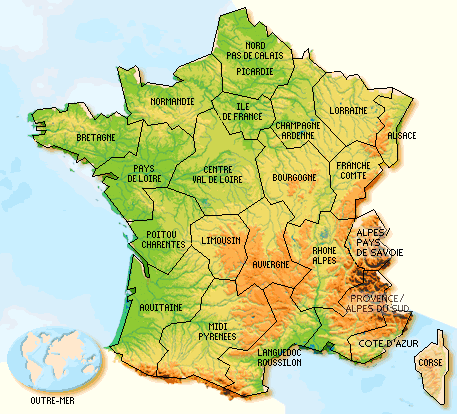 NORD
PAS DE CALAIS
PICARDIE
NORMANDIE
ILE
DE FRANCE
LORRAINE
CHAMPAGNE
ARDENNE
ALSACE
BRETAGNE
PAYS
DE LOIRE
CENTRE
VAL DE LOIRE
BOURGOGNE
FRANCHE
COMTE
POITOU
CHARENTES
LIMOUSIN
AUVERGNE
RHONE
ALPES
ALPES/
PAYS
DE SAVOIE
PROVENCE/
ALPES DU SUD
AQUITAINE
MIDI
PYRENEES
COTE D'AZUR
LANGUEDOC
ROUSSILON
CORSE
OUTRE-MER